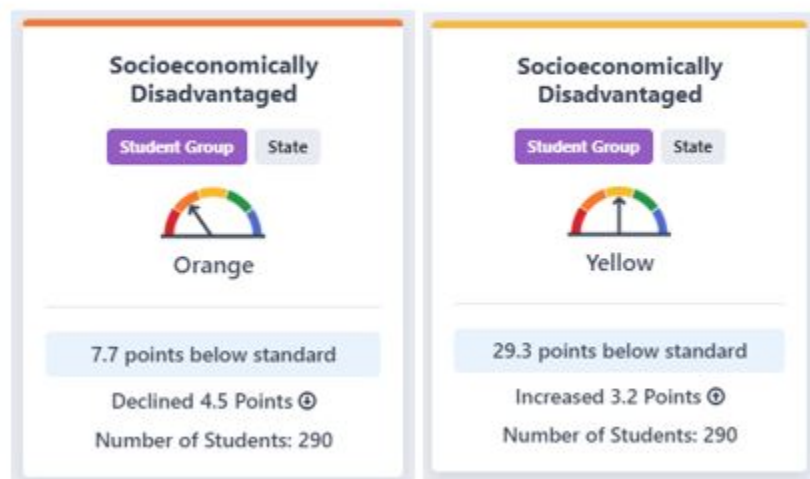 Socioeconomically
Disadvantaged
Student Group State
Orange
7.7 points below standard
Declined 4.5 Points
Number of Students: 290
Socioeconomically
Disadvantaged
Student Group State
Yellow
29.3 points below standard
Increased 3.2 Points
Number of Students: 290